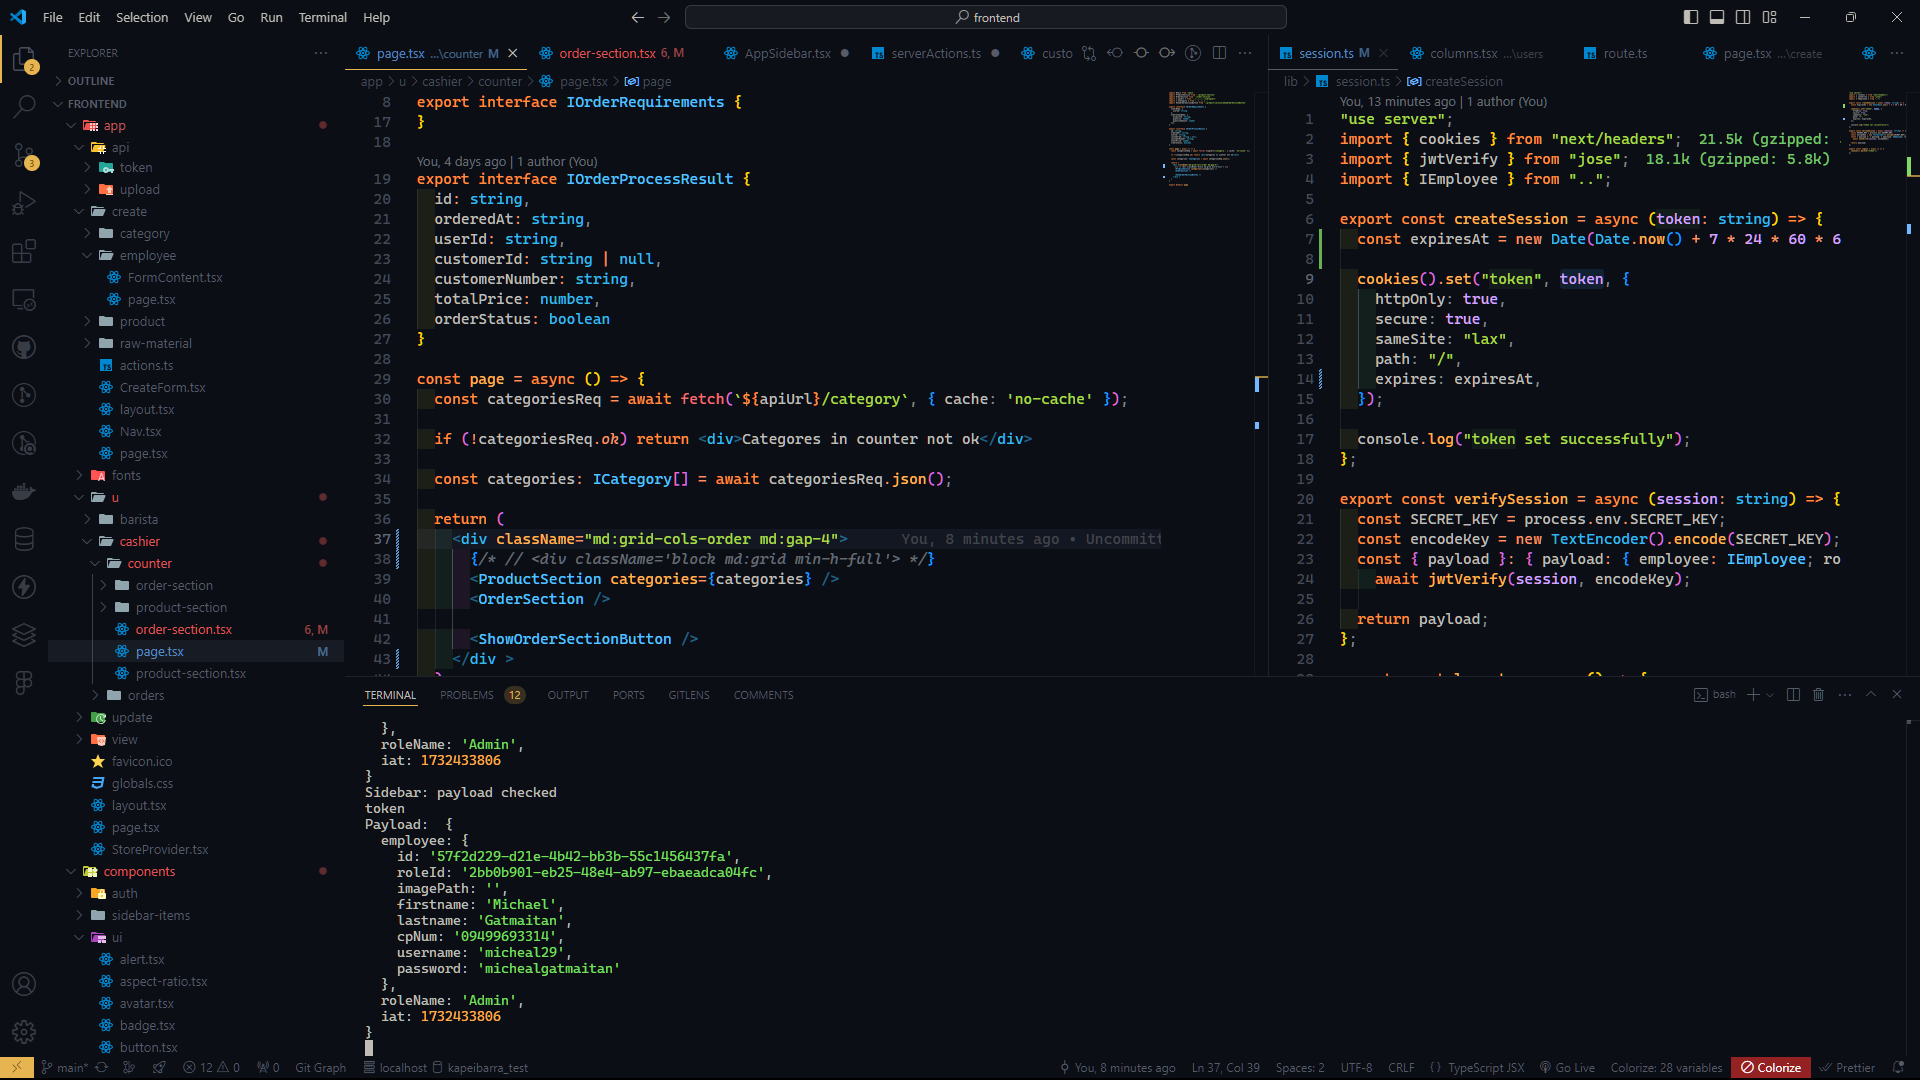 File Edit Selection View Go Run Terminal Help
frontend
EXPLORER
OUTLINE
FRONTEND
app
api
token
upload
create
category
employee
FormContent.tsx
page.tsx
product
raw-material
actions.ts
CreateForm.tsx
layout.tsx
Nav.tsx
page.tsx
fonts
u
barista
cashier
counter
order-section
product-section
order-section.tsx 6, M
page.tsx M
product-section.tsx
orders
update
view
favicon.ico
globals.css
layout.tsx
page.tsx
StoreProvider.tsx
components
auth
sidebar-items
ui
alert.tsx
aspect-ratio.tsx
avatar.tsx
badge.tsx
button.tsx
2
3
page.tsx ...\counter M
order-section.tsx 6, M
AppSidebar.tsx
serverActions.ts
custo
app > u > cashier > counter > page.tsx > page
8 export interface IOrderRequirements {
17 }
18
You, 4 days ago | 1 author (You)
19 export interface IOrderProcessResult {
20 id: string,
21 orderedAt: string,
22 userId: string,
23 customerId: string | null,
24 customerNumber: string,
25 totalPrice: number,
26 orderStatus: boolean
27 }
28
29 const page = async () => {
30 const categoriesReq = await fetch(`${apiUrl}/category`, { cache: 'no-cache' });
31
32 if (!categoriesReq.ok) return <div>Categores in counter not ok</div>
33
34 const categories: ICategory[] = await categoriesReq.json();
35
36 return (
37 <div className="md:grid-cols-order md:gap-4"> You, 8 minutes ago • Uncommitt
38 {/* // <div className='block md:grid min-h-full'> */}
39 <ProductSection categories={categories} />
40 <OrderSection />
41
42 <ShowOrderSectionButton />
43 </div >
session.ts M
columns.tsx ...\users
route.ts
page.tsx ...\create
lib > session.ts > createSession
You, 13 minutes ago | 1 author (You)
1 "use server";
2 import { cookies } from "next/headers"; 21.5k (gzipped:
3 import { jwtVerify } from "jose"; 18.1k (gzipped: 5.8k)
4 import { IEmployee } from "..";
5
6 export const createSession = async (token: string) => {
7 const expiresAt = new Date(Date.now() + 7 * 24 * 60 * 6
8
9 cookies().set("token", token, {
10 httpOnly: true,
11 secure: true,
12 sameSite: "lax",
13 path: "/",
14 expires: expiresAt,
15 });
16
17 console.log("token set successfully");
18 };
19
20 export const verifySession = async (session: string) => {
21 const SECRET_KEY = process.env.SECRET_KEY;
22 const encodeKey = new TextEncoder().encode(SECRET_KEY);
23 const { payload }: { payload: { employee: IEmployee; ro
24 await jwtVerify(session, encodeKey);
25
26 return payload;
27 };
28
TERMINAL PROBLEMS 12 OUTPUT PORTS GITLENS COMMENTS
bash
},
roleName: 'Admin',
iat: 1732433806
}
Sidebar: payload checked
token
Payload: {
employee: {
id: '57f2d229-d21e-4b42-bb3b-55c1456437fa',
roleId: '2bb0b901-eb25-48e4-ab97-ebaeadca04fc',
imagePath: '',
firstname: 'Michael',
lastname: 'Gatmaitan',
cpNum: '09499693314',
username: 'micheal29',
password: 'michealgatmaitan'
},
roleName: 'Admin',
iat: 1732433806
}
main* 12 0 0 Git Graph localhost kapeibarra_test
You, 8 minutes ago Ln 37, Col 39 Spaces: 2 UTF-8 CRLF { } TypeScript JSX Go Live Colorize: 28 variables Colorize Prettier